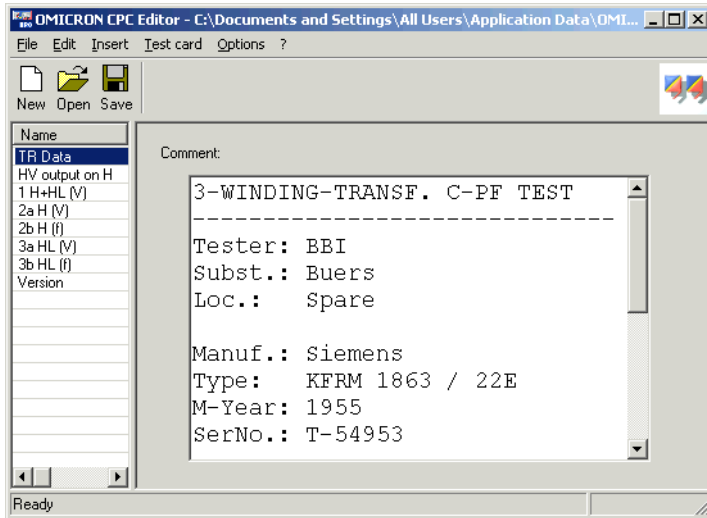 OMICRON CPC Editor - C:\Documents and Settings\All Users\Application Data\OMI...
File Edit Insert Test card Options ?
New Open Save
Name
TR Data
HV output on H
1 H+HL (V)
2a H (V)
2b H (f)
3a HL (V)
3b HL (f)
Version
Comment:
3-WINDING-TRANSF. C-PF TEST
-------------------------------
Tester: BBI
Subst.: Buers
Loc.: Spare
Manuf.: Siemens
Type: KFRM 1863 / 22E
M-Year: 1955
SerNo.: T-54953
Ready